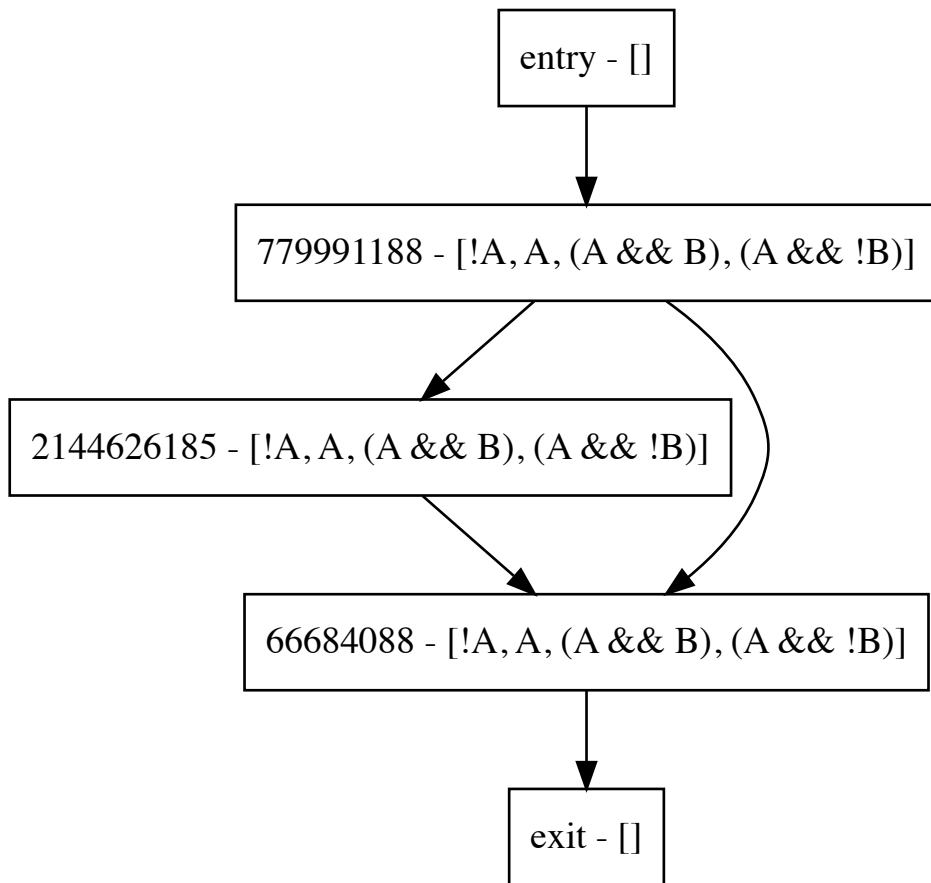 entry - []
779991188 - [!A, A, (A && B), (A && !B)]
2144626185 - [!A, A, (A && B), (A && !B)]
66684088 - [!A, A, (A && B), (A && !B)]
exit - []